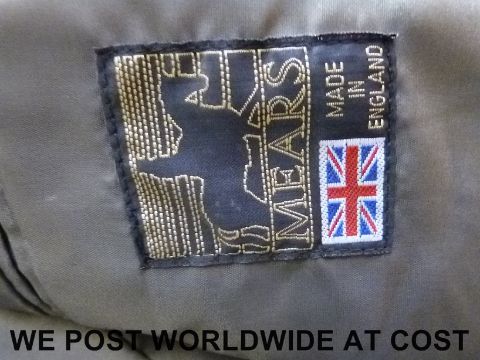 MEARS
MADE
IN
ENGLAND
WE POST WORLDWIDE AT COST